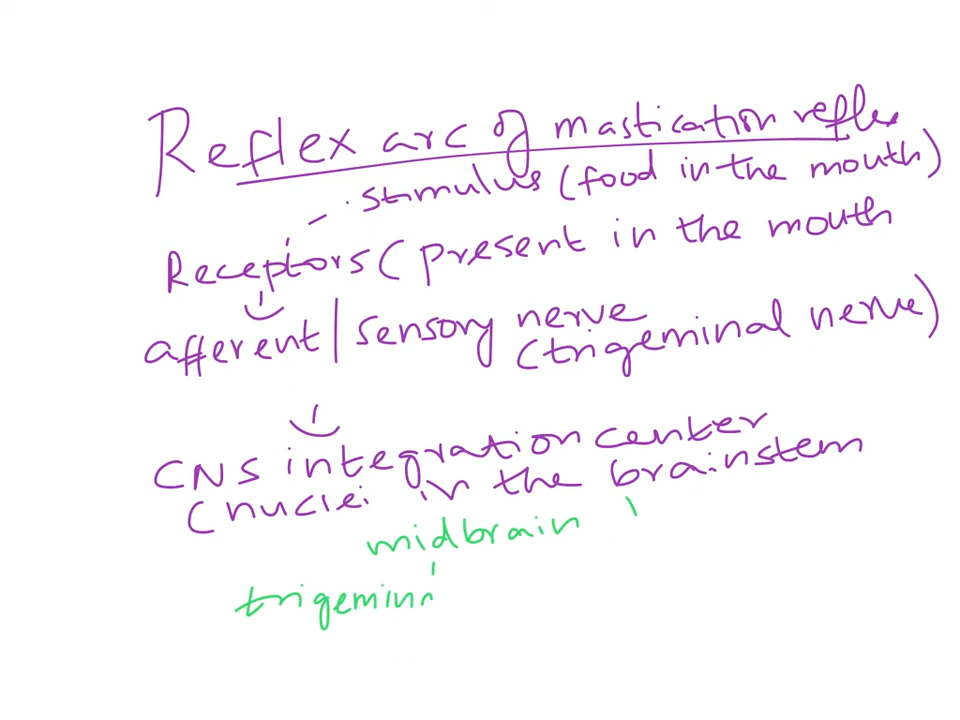 Reflex arc of mastication reflex
stimulus (food in the mouth)
Receptors ( present in the mouth
afferent / sensory nerve
(trigeminal nerve)
CNS integration center
( nuclei in the brainstem
midbrain